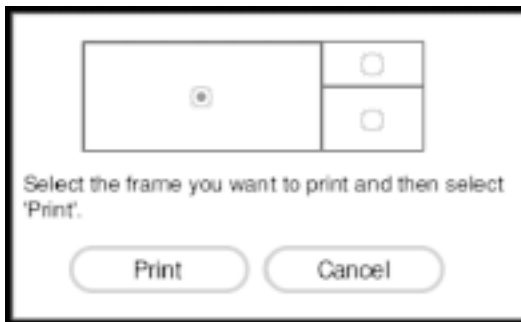 Select the frame you want to print and then select
'Print'.
Print
Cancel